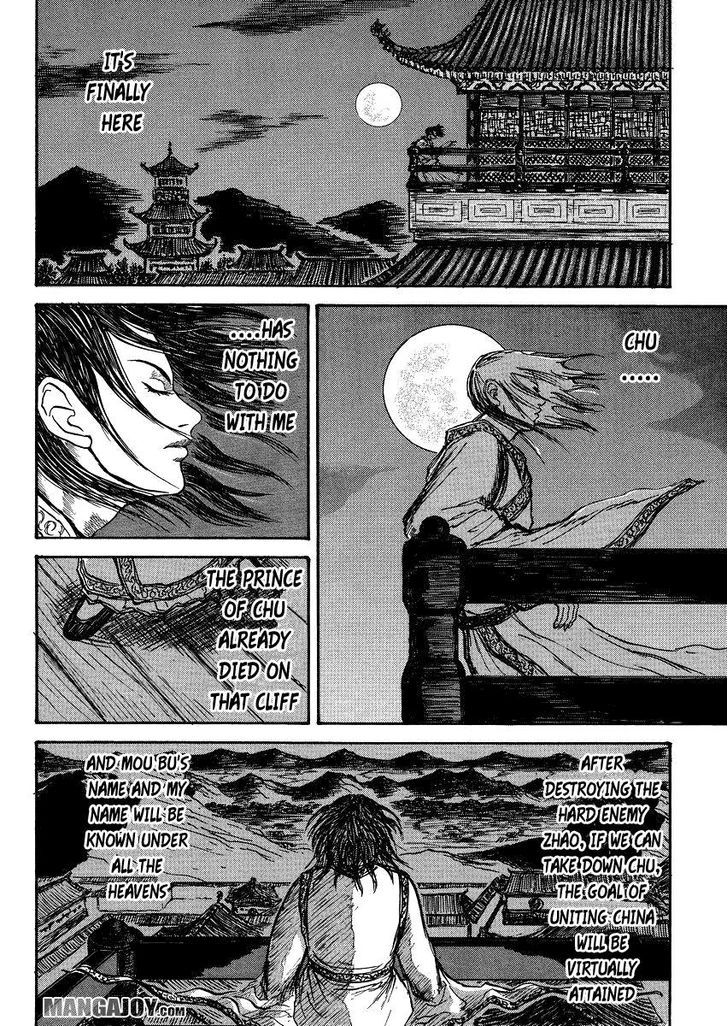 IT'S
FINALLY
HERE
CHU
.....
....HAS
NOTHING
TO DO
WITH ME
THE PRINCE
OF CHU
ALREADY
DIED ON
THAT CLIFF
AFTER
DESTROYING THE
HARD ENEMY
ZHAO, IF WE CAN
TAKE DOWN CHU,
THE GOAL OF
UNITING CHINA
WILL BE
VIRTUALLY
ATTAINED
AND MOU BU'S
NAME AND MY
NAME WILL BE
KNOWN UNDER
ALL THE
HEAVENS
MANGAJOY.COM